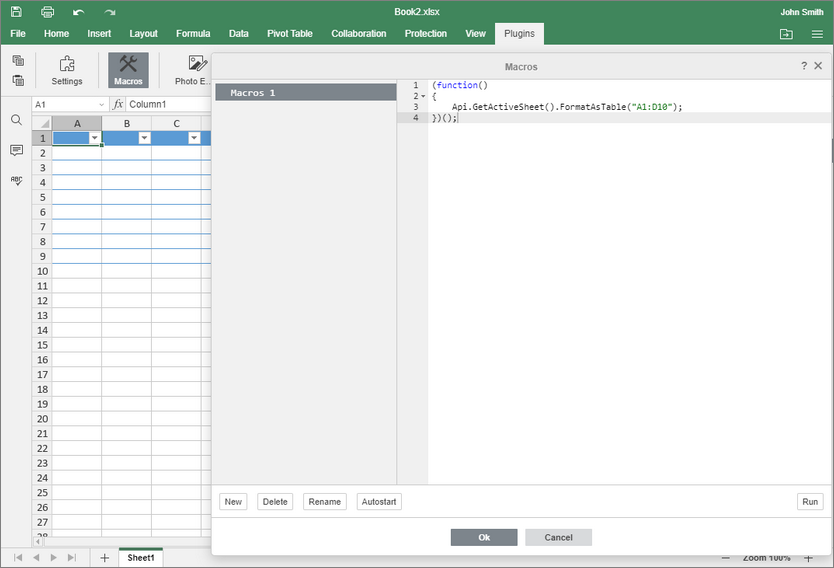 Book2.xlsx
John Smith
File Home Insert Layout Formula Data Pivot Table Collaboration Protection View Plugins
Settings
Macros
Photo E..
Macros
?
A1
fx Column1
Macros 1
1 (function()
2 {
3 Api.GetActiveSheet().FormatAsTable("A1:D10");
4 })();
ABC
A B C
1
2
3
4
5
6
7
8
9
10
11
12
13
14
15
16
17
18
19
20
21
22
23
24
25
26
27
28
New Delete Rename Autostart Run
Ok Cancel
Sheet1
Zoom 100%